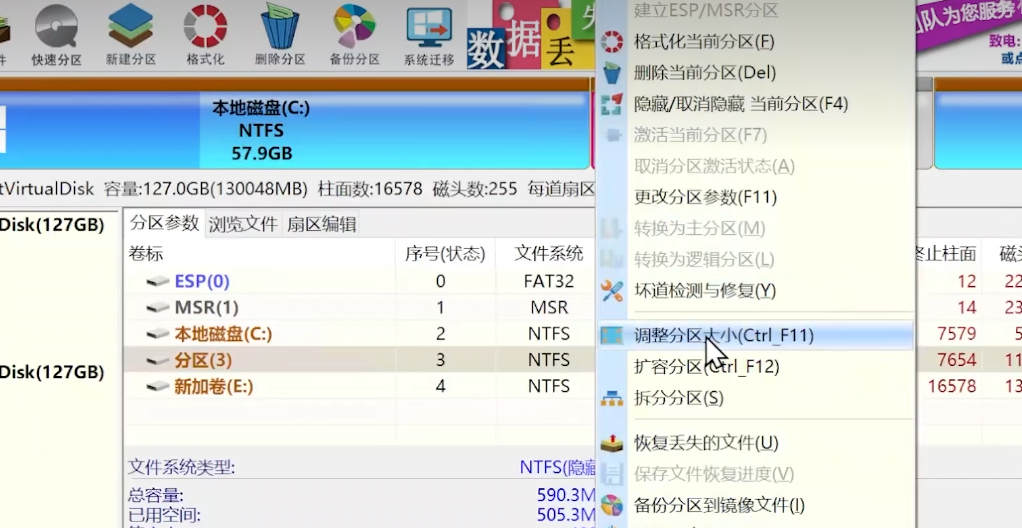 建立ESP/MSR分区
快速分区 新建分区 格式化 删除分区 备份分区 系统迁移
数据丢
团队为您服务
致电:
格式化当前分区(F)
删除当前分区(Del)
隐藏/取消隐藏 当前分区(F4)
激活当前分区(F7)
取消分区激活状态(A)
更改分区参数(F11)
转换为主分区(M)
转换为逻辑分区(L)
坏道检测与修复(Y)
调整分区大小(Ctrl_F11)
扩容分区(Ctrl_F12)
拆分分区(S)
恢复丢失的文件(U)
保存文件恢复进度(V)
备份分区到镜像文件(I)
本地磁盘(C:)
NTFS
57.9GB
tVirtualDisk 容量:127.0GB(130048MB) 柱面数:16578 磁头数:255 每道扇区
Disk(127GB)
Disk(127GB)
分区参数 浏览文件 扇区编辑
卷标 序号(状态) 文件系统 终止柱面 磁头
ESP(0) 0 FAT32 12 22
MSR(1) 1 MSR 14 23
本地磁盘(C:) 2 NTFS 7579 5
分区(3) 3 NTFS 7654 11
新加卷(E:) 4 NTFS 16578 13
文件系统类型: NTFS(隐藏
总容量: 590.3M
已用空间: 505.3M